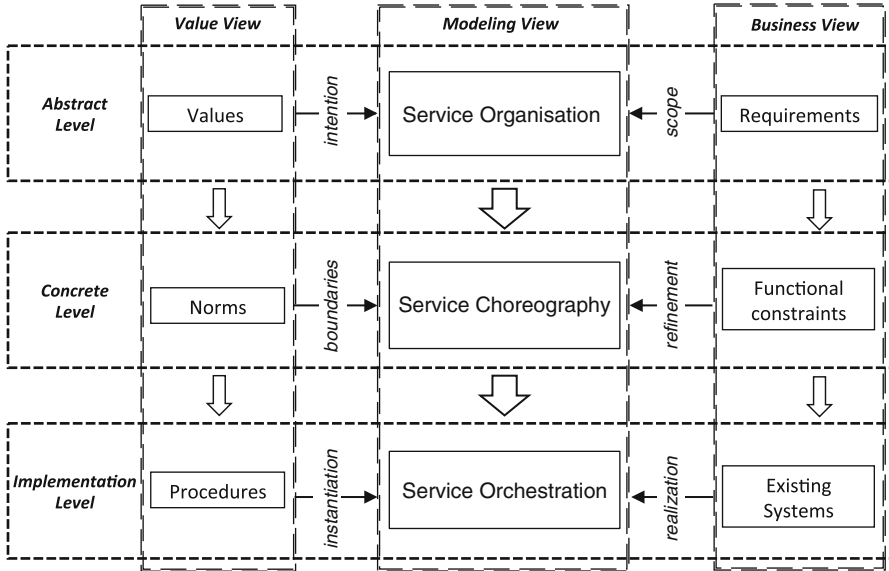 Value View
Modeling View
Business View
Abstract
Level
Values
intention
Service Organisation
scope
Requirements
Concrete
Level
Norms
boundaries
Service Choreography
refinement
Functional
constraints
Implementation
Level
Procedures
instantiation
Service Orchestration
realization
Existing
Systems